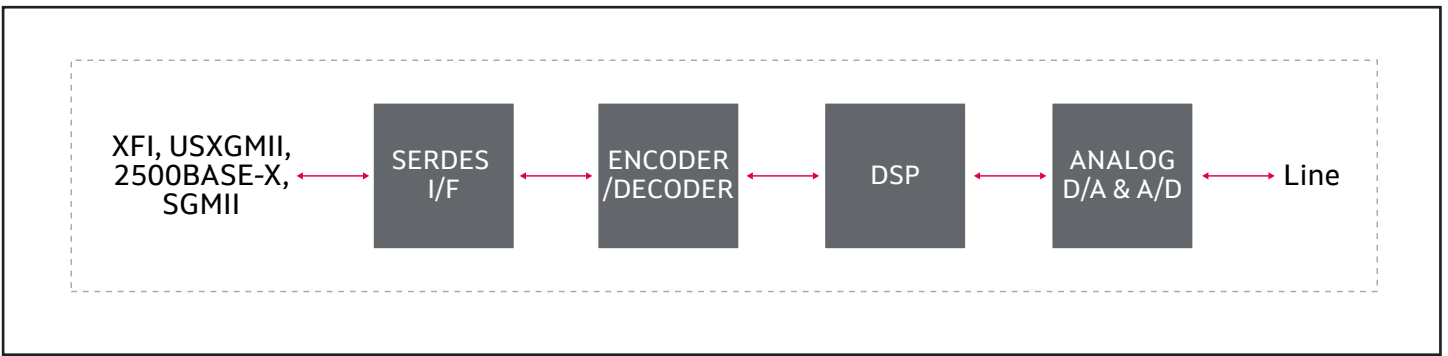 XFI, USXGMII,
2500BASE-X,
SGMII
SERDES
I/F
ENCODER
/DECODER
DSP
ANALOG
D/A & A/D
Line